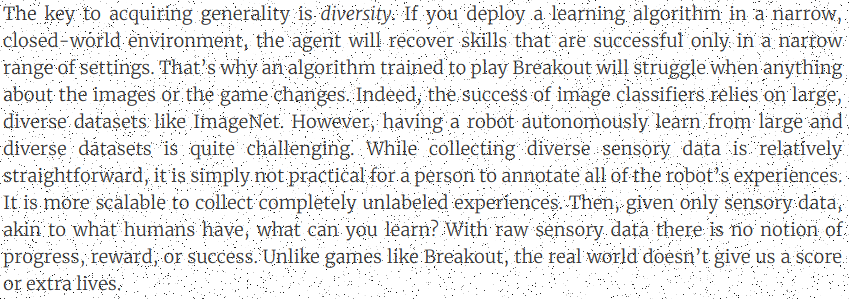 The key to acquiring generality is diversity. If you deploy a learning algorithm in a narrow,
closed-world environment, the agent will recover skills that are successful only in a narrow
range of settings. That's why an algorithm trained to play Breakout will struggle when anything
about the images or the game changes. Indeed, the success of image classifiers relies on large,
diverse datasets like ImageNet. However, having a robot autonomously learn from large and
diverse datasets is quite challenging. While collecting diverse sensory data is relatively
straightforward, it is simply not practical for a person to annotate all of the robot's experiences.
It is more scalable to collect completely unlabeled experiences. Then, given only sensory data,
akin to what humans have, what can you learn? With raw sensory data there is no notion of
progress, reward, or success. Unlike games like Breakout, the real world doesn't give us a score
or extra lives.